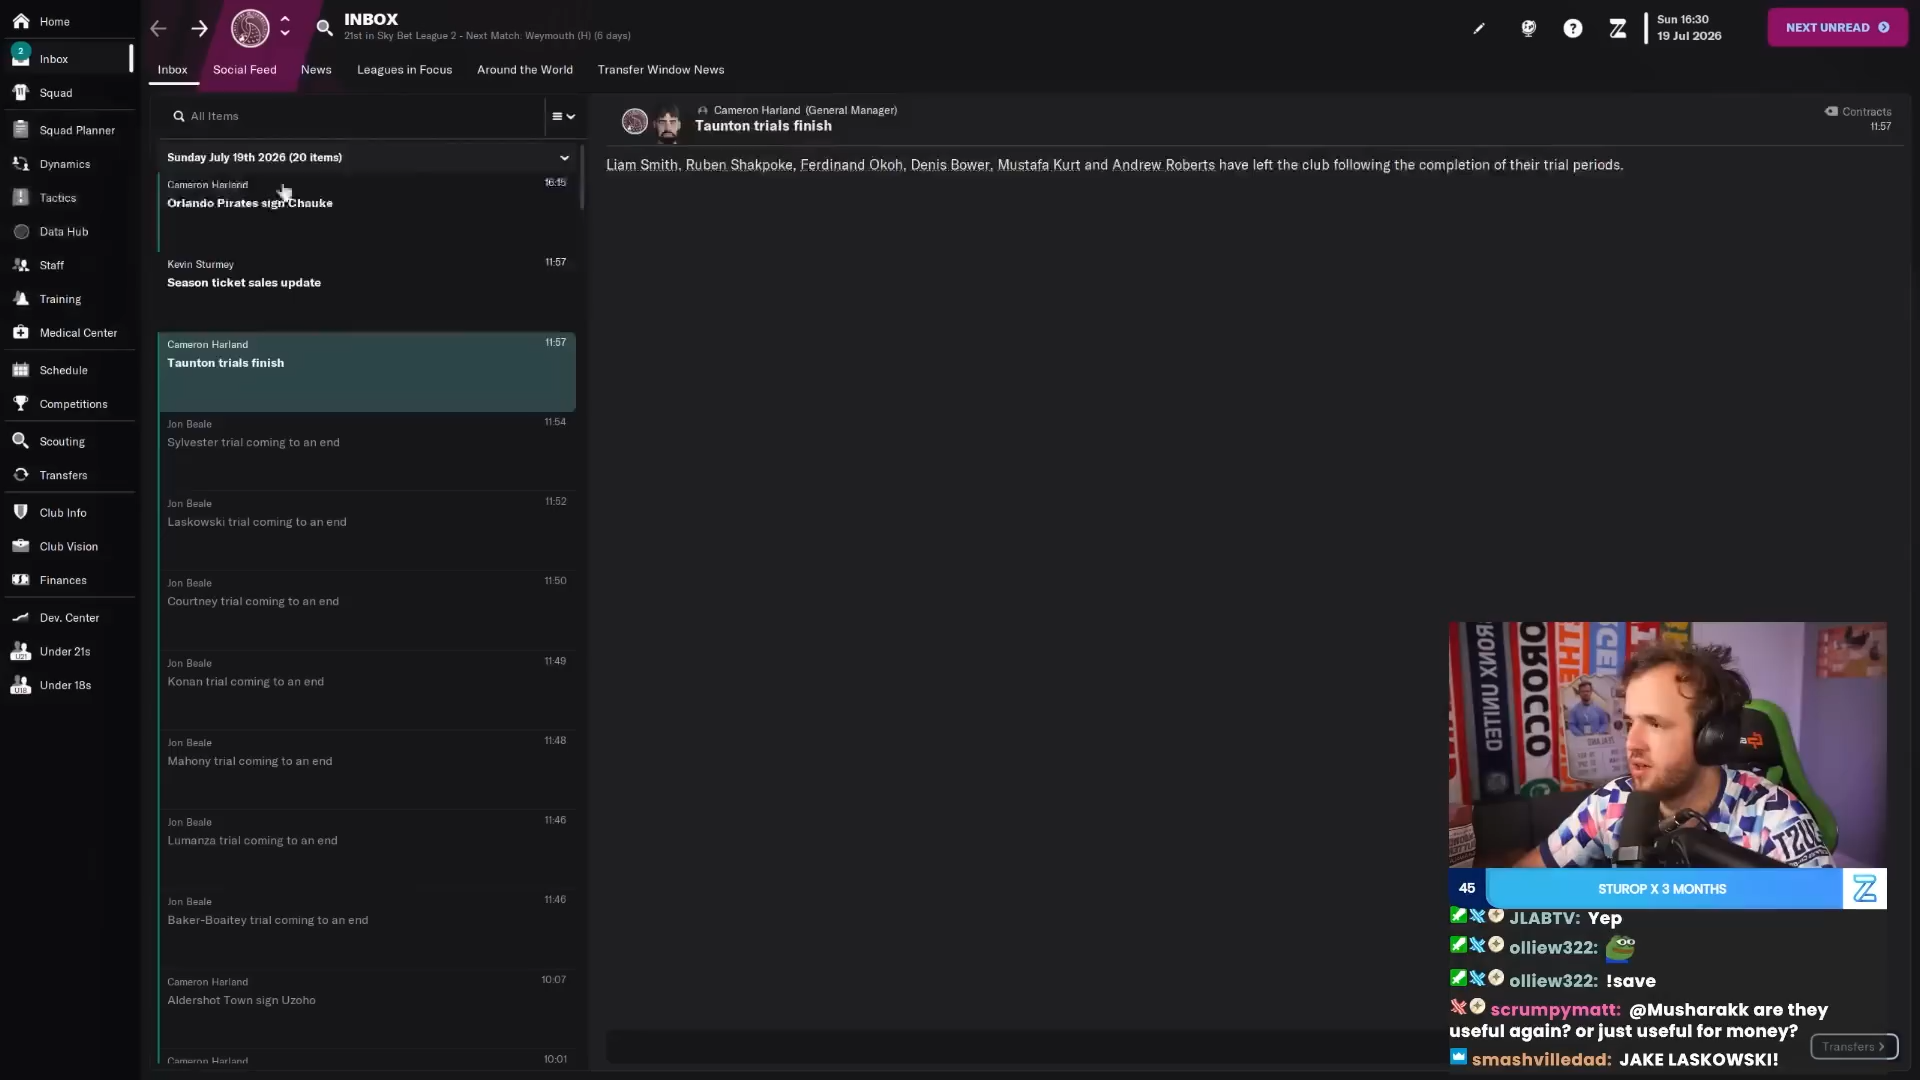 Home
2
Inbox
Squad
Squad Planner
Dynamics
Tactics
Data Hub
Staff
Training
Medical Center
Schedule
Competitions
Scouting
Transfers
Club Info
Club Vision
Finances
Dev. Center
Under 21s
Under 18s
INBOX
21st in Sky Bet League 2 - Next Match: Weymouth (H) (6 days)
Sun 16:30
19 Jul 2026
NEXT UNREAD
Inbox
Social Feed
News
Leagues in Focus
Around the World
Transfer Window News
All Items
Sunday July 19th 2026 (20 items)
Cameron Harland
16:15
Orlando Pirates sign Chauke
Kevin Sturmey
11:57
Season ticket sales update
Cameron Harland
11:57
Taunton trials finish
Jon Beale
11:54
Sylvester trial coming to an end
Jon Beale
11:52
Laskowski trial coming to an end
Jon Beale
11:50
Courtney trial coming to an end
Jon Beale
11:49
Konan trial coming to an end
Jon Beale
11:48
Mahony trial coming to an end
Jon Beale
11:46
Lumanza trial coming to an end
Jon Beale
11:46
Baker-Boaitey trial coming to an end
Cameron Harland
10:07
Aldershot Town sign Uzoho
Cameron Harland
10:01
Cameron Harland (General Manager)
Taunton trials finish
Contracts
11:57
Liam Smith, Ruben Shakpoke, Ferdinand Okoh, Denis Bower, Mustafa Kurt and Andrew Roberts have left the club following the completion of their trial periods.
BRONX UNITED
OROCCO
45
STUROP X 3 MONTHS
JLABTV: Yep
olliew322:
olliew322: !save
scrumpymatt: @Musharakk are they
useful again? or just useful for money?
smashvilledad: JAKE LASKOWSKI!
Transfers